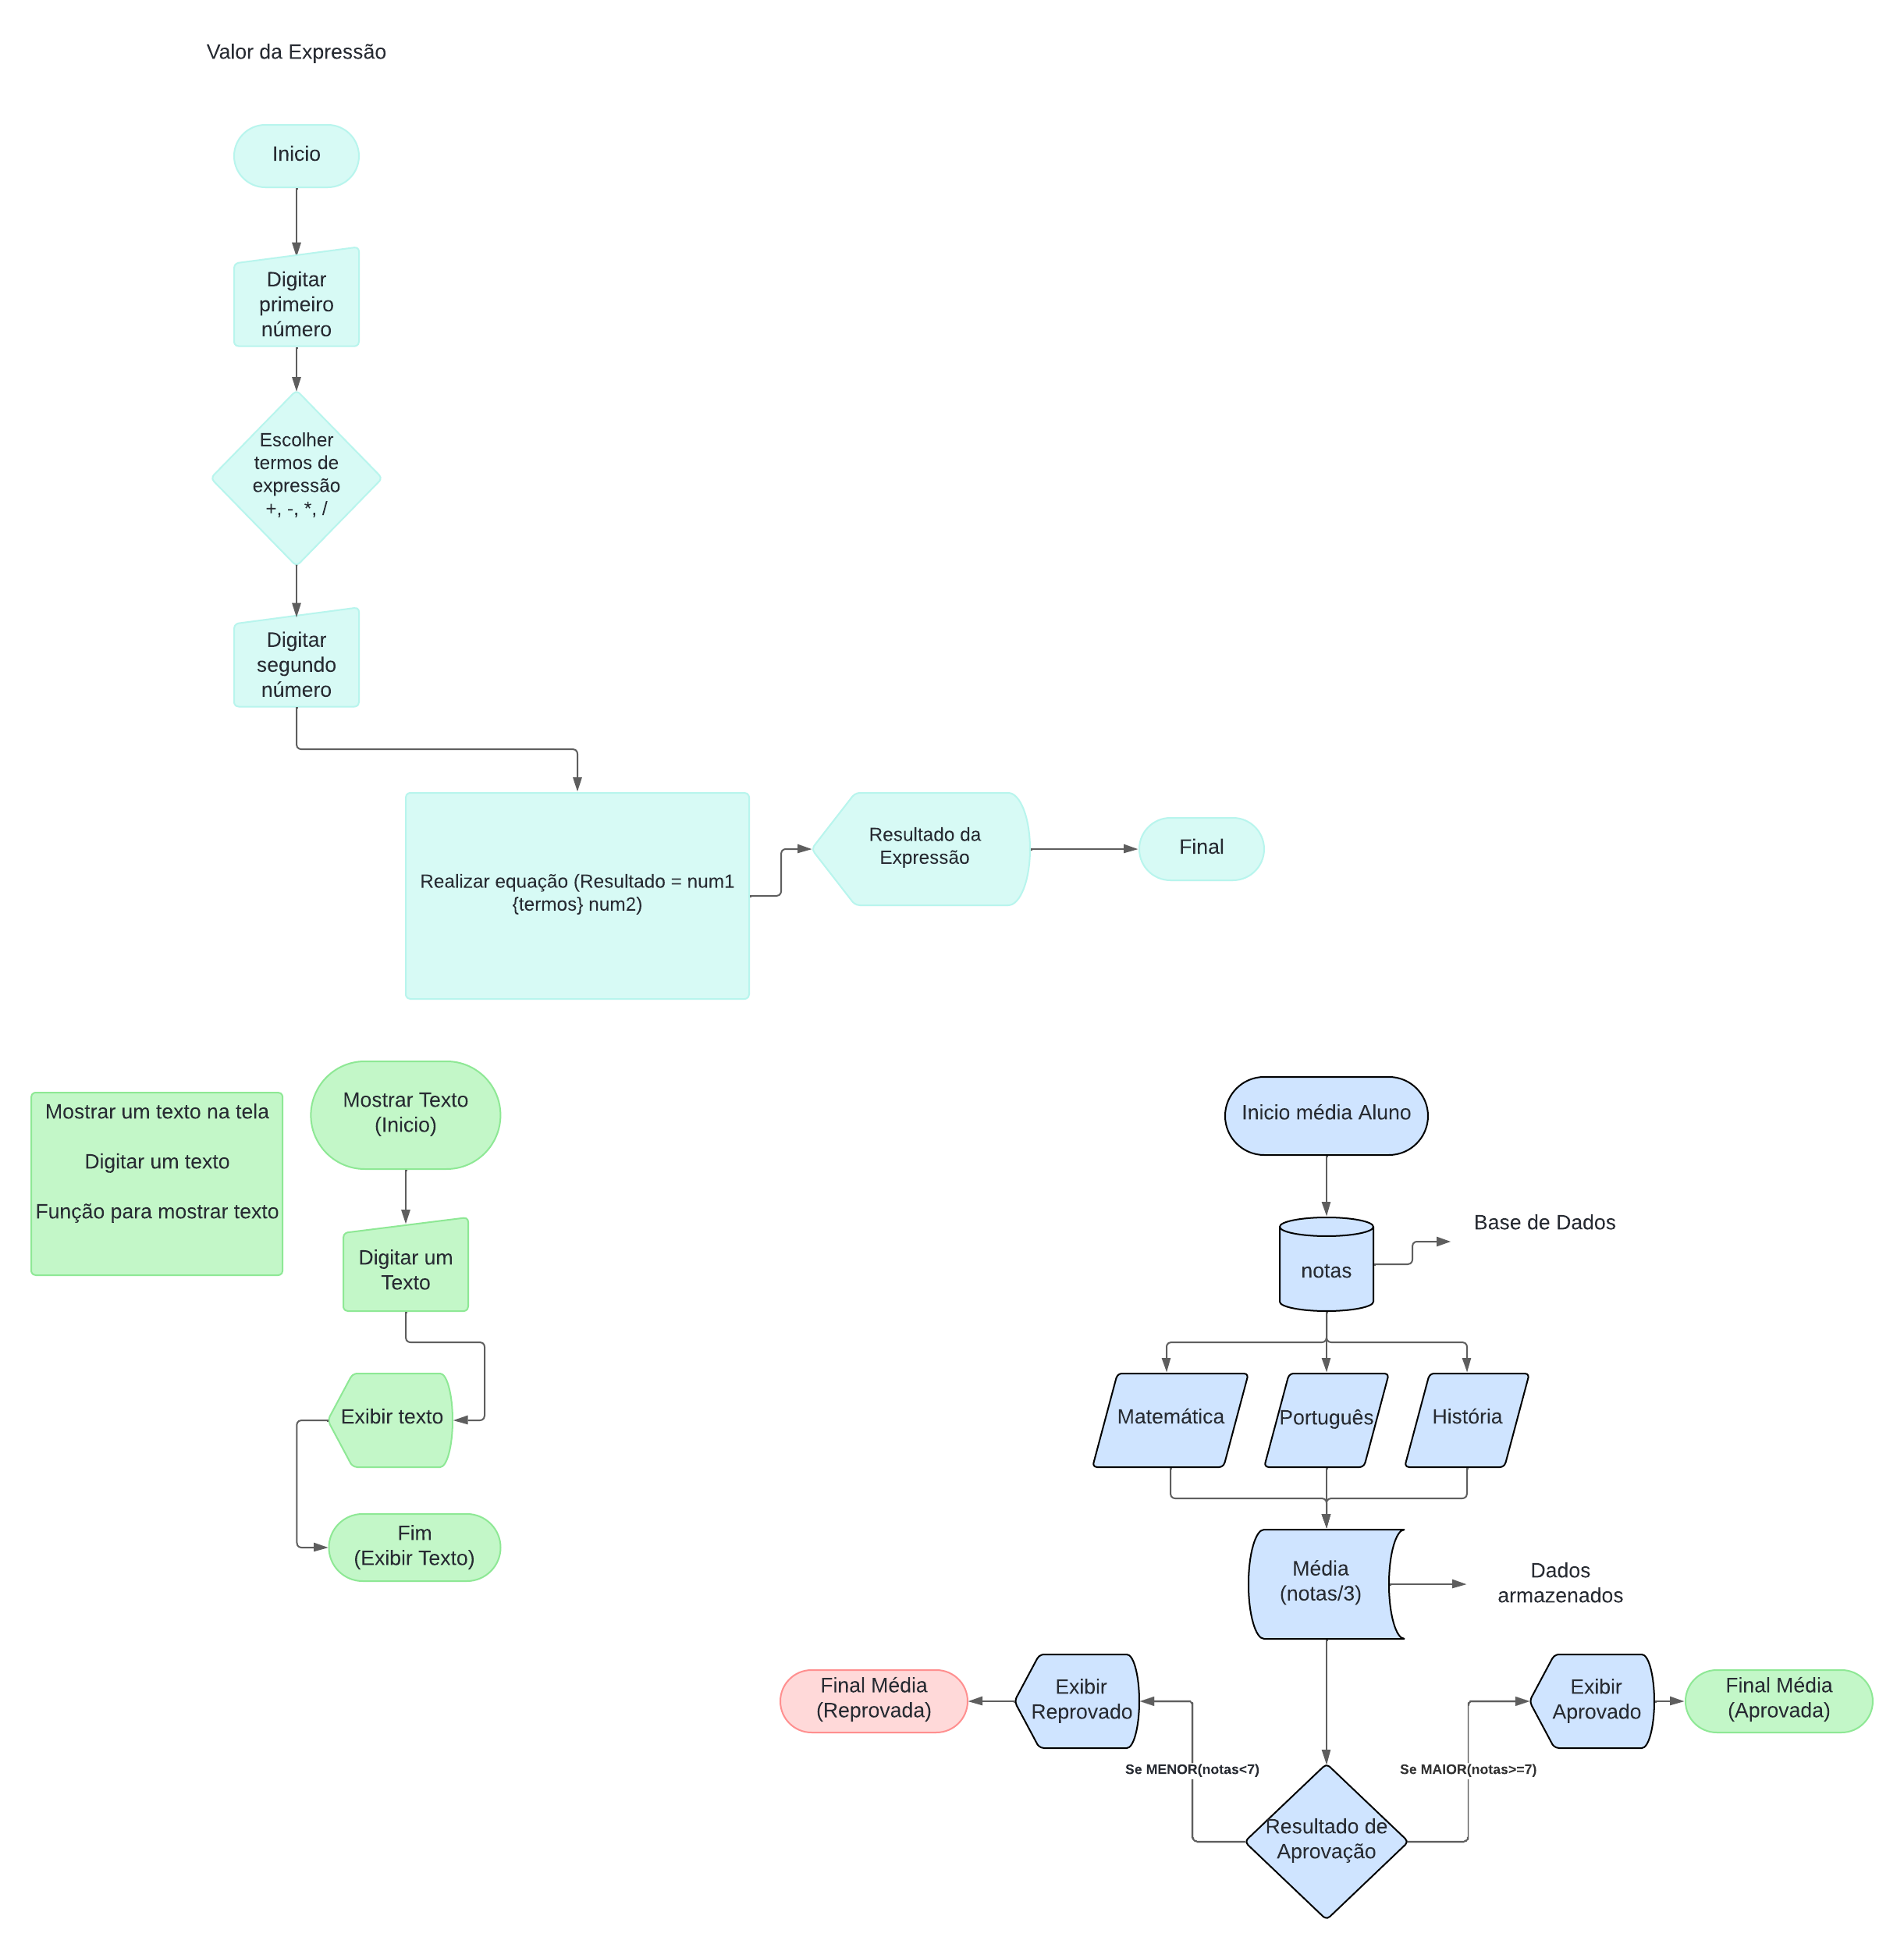 Valor da Expressão
Inicio
Digitar
primeiro
número
Escolher
termos de
expressão
+, -, *, /
Digitar
segundo
número
Realizar equação (Resultado = num1
{termos} num2)
Resultado da
Expressão
Final
Mostrar um texto na tela
Digitar um texto
Função para mostrar texto
Mostrar Texto
(Inicio)
Digitar um
Texto
Exibir texto
Fim
(Exibir Texto)
Inicio média Aluno
notas
Base de Dados
Matemática
Português
História
Média
(notas/3)
Dados
armazenados
Final Média
(Reprovada)
Exibir
Reprovado
Exibir
Aprovado
Final Média
(Aprovada)
Se MENOR(notas<7)
Se MAIOR(notas>=7)
Resultado de
Aprovação